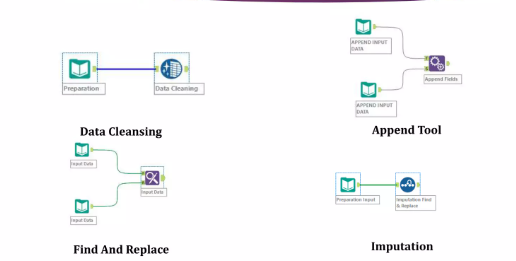 Preparation
Data Cleaning
Data Cleansing
APPEND INPUT
DATA
APPEND INPUT
DATA
Append Fields
Append Tool
Input Data
Input Data
Input Data
Find And Replace
Preparation Input
Imputation Find
& Replace
Imputation